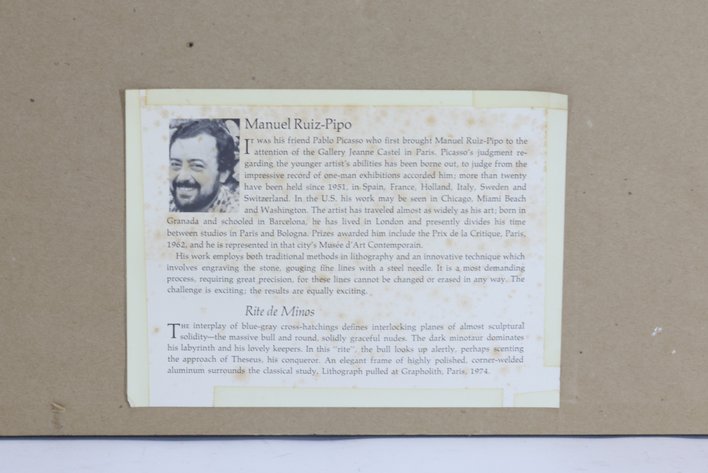 Manuel Ruiz-Pipo
IT WAS his friend Pablo Picasso who first brought Manuel Ruiz-Pipo to the
attention of the Gallery Jeanne Castel in Paris. Picasso's judgment re-
garding the younger artist's abilities has been borne out, to judge from the
impressive record of one-man exhibitions accorded him; more than twenty
have been held since 1951, in Spain, France, Holland, Italy, Sweden and
Switzerland. In the U.S. his work may be seen in Chicago, Miami Beach
and Washington. The artist has traveled almost as widely as his art; born in
Granada and schooled in Barcelona, he has lived in London and presently divides his time
between studios in Paris and Bologna. Prizes awarded him include the Prix de la Critique, Paris,
1962, and he is represented in that city's Musée d'Art Contemporain.
His work employs both traditional methods in lithography and an innovative technique which
involves engraving the stone, gouging fine lines with a steel needle. It is a most demanding
process, requiring great precision, for these lines cannot be changed or erased in any way. The
challenge is exciting; the results are equally exciting.
Rite de Minos
THE interplay of blue-gray cross-hatchings defines interlocking planes of almost sculptural
solidity—the massive bull and round, solidly graceful nudes. The dark minotaur dominates
his labyrinth and his lovely keepers. In this "rite", the bull looks up alertly, perhaps scenting
the approach of Theseus, his conqueror. An elegant frame of highly polished, corner-welded
aluminum surrounds the classical study. Lithograph pulled at Grapholith, Paris, 1974.